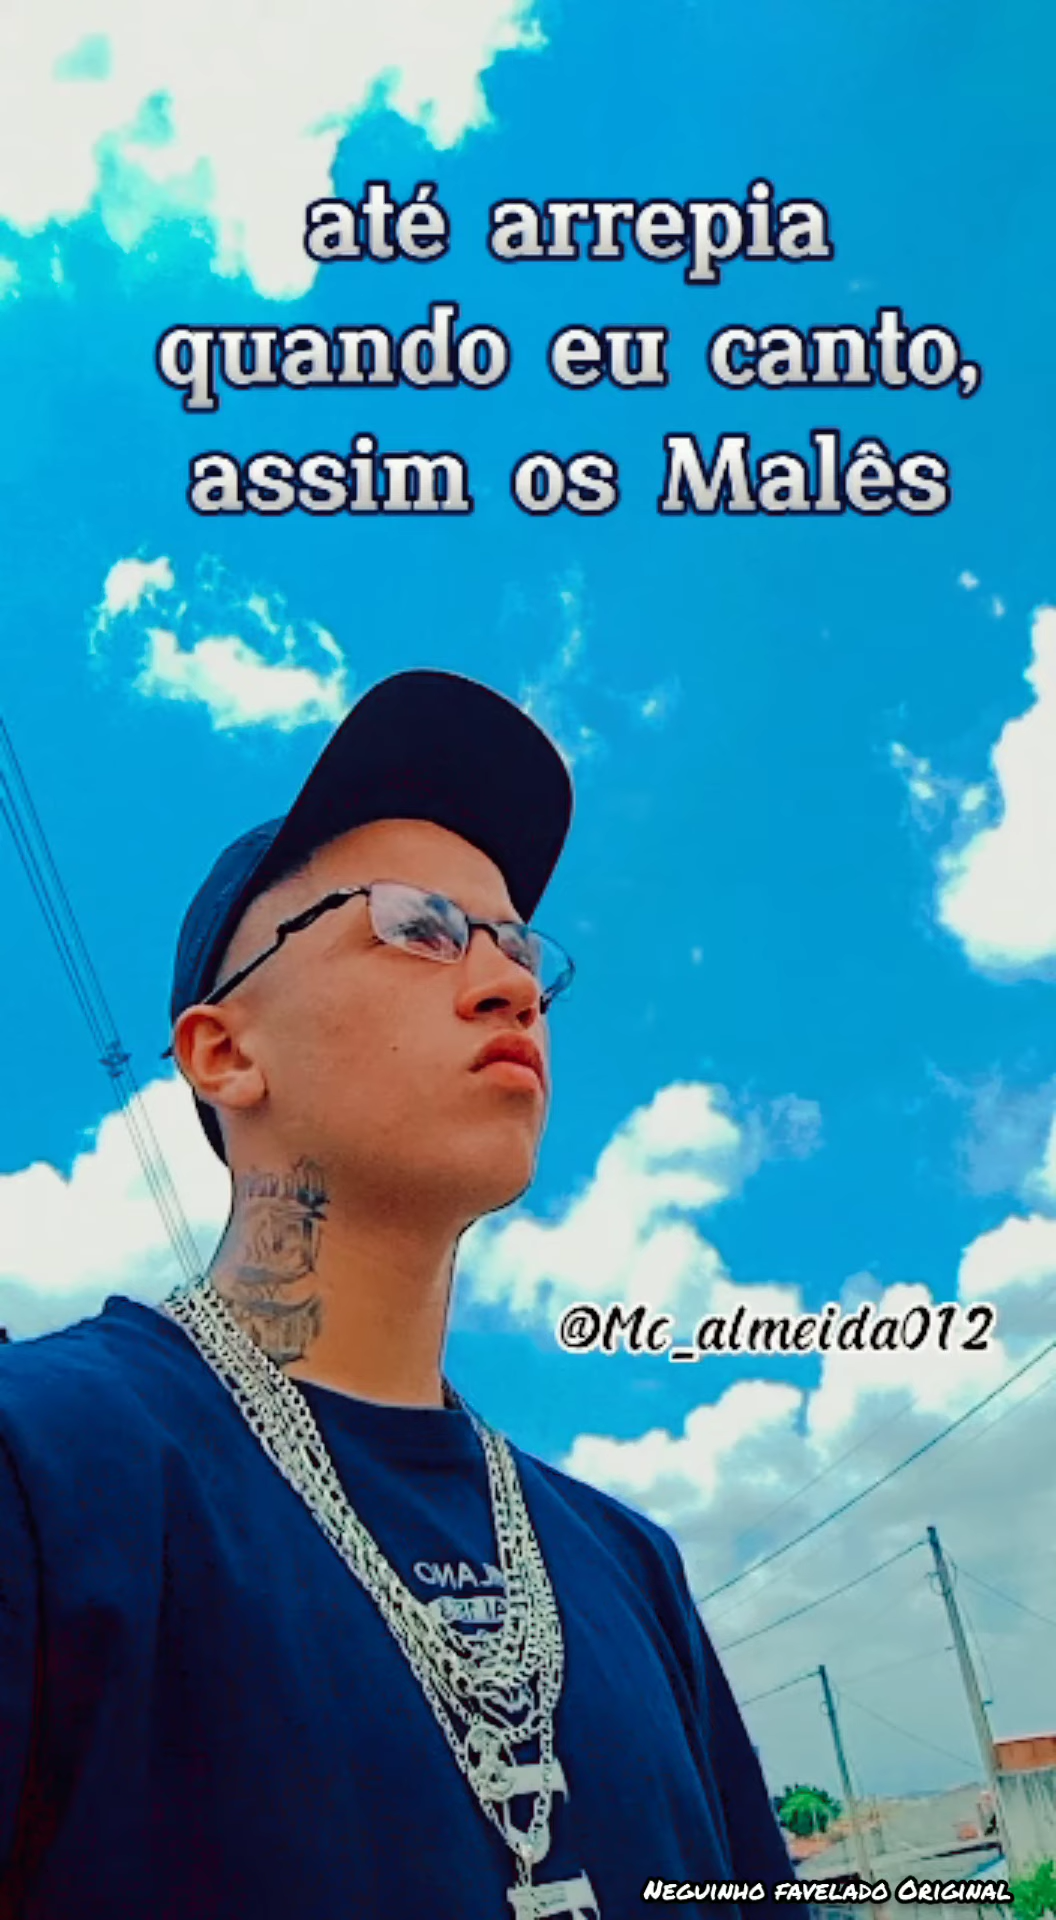 até arrepia
quando eu canto,
assim os Malês
@Mc_almeida012
Neguinho favelado Original